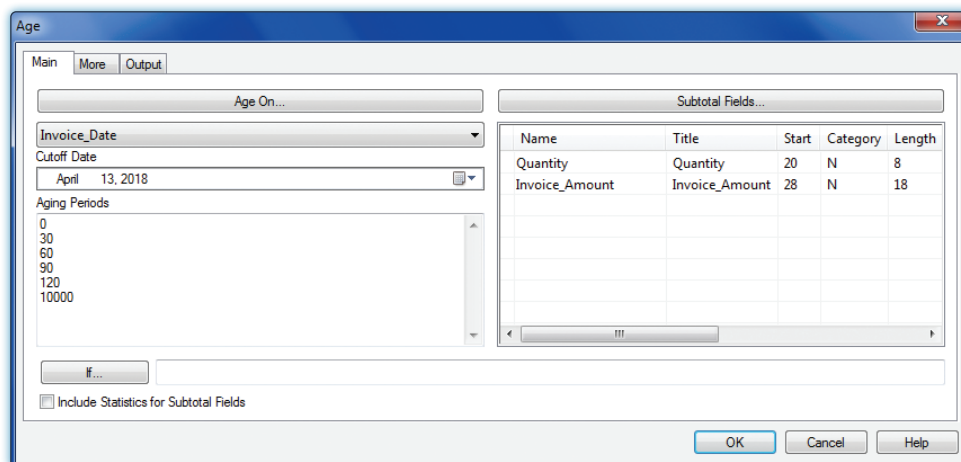 Age
Main More Output
Age On...
Invoice_Date
Cutoff Date
April 13, 2018
Aging Periods
0
30
60
90
120
10000
Subtotal Fields...
Name Title Start Category Length
Quantity Quantity 20 N 8
Invoice_Amount Invoice_Amount 28 N 18
If...
Include Statistics for Subtotal Fields
OK Cancel Help